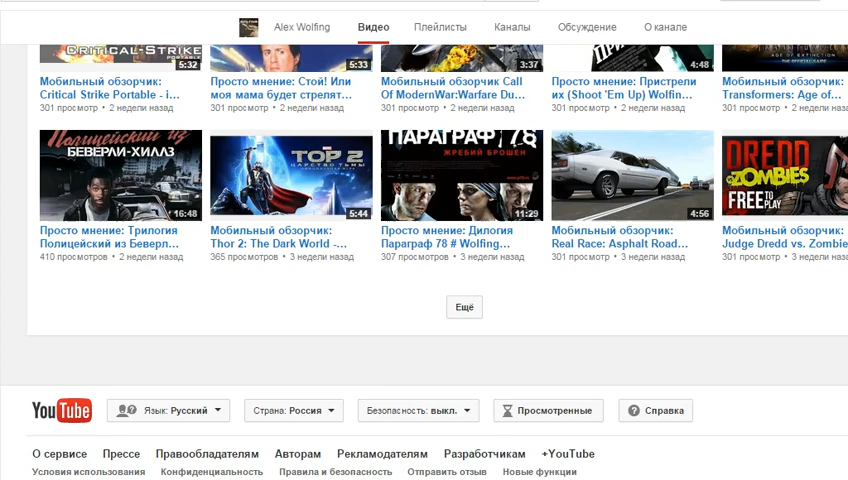 Alex Wolfing Видео Плейлисты Каналы Обсуждение О канале
CRITICAL-STRIKE
PORTABLE
5:32 5:33 3:37 4:48
Мобильный обзорчик: Просто мнение: Стой! Или Мобильный обзорчик Call Просто мнение: Пристрели Мобильный обзорчик:
Critical Strike Portable - i... моя мама будет стрелят... Of ModernWar:Warfare Du... их (Shoot 'Em Up) Wolfin... Transformers: Age of...
301 просмотр • 2 недели назад 301 просмотр • 2 недели назад 301 просмотр • 2 недели назад 301 просмотр • 2 недели назад 301 просмотр • 2 недели назад
Полицейский из
БЕВЕРЛИ-ХИЛЛЗ
16:48
ТОР 2
ЦАРСТВО ТЬМЫ
5:44
ПАРАГРАФ 78
ЖРЕБИЙ БРОШЕН
11:29
4:56
DREDD
vs ZOMBIES
FREE TO
PLAY
Просто мнение: Трилогия Мобильный обзорчик: Просто мнение: Дилогия Мобильный обзорчик: Мобильный обзорчик:
Полицейский из Беверл... Thor 2: The Dark World -... Параграф 78 # Wolfing... Real Race: Asphalt Road... Judge Dredd vs. Zombie
410 просмотров • 2 недели назад 365 просмотров • 3 недели назад 307 просмотров • 3 недели назад 301 просмотр • 3 недели назад 301 просмотр • 3 недели назад
Ещё
YouTube Язык: Русский Страна: Россия Безопасность: выкл. Просмотренные Справка
О сервисе Прессе Правообладателям Авторам Рекламодателям Разработчикам +YouTube
Условия использования Конфиденциальность Правила и безопасность Отправить отзыв Новые функции